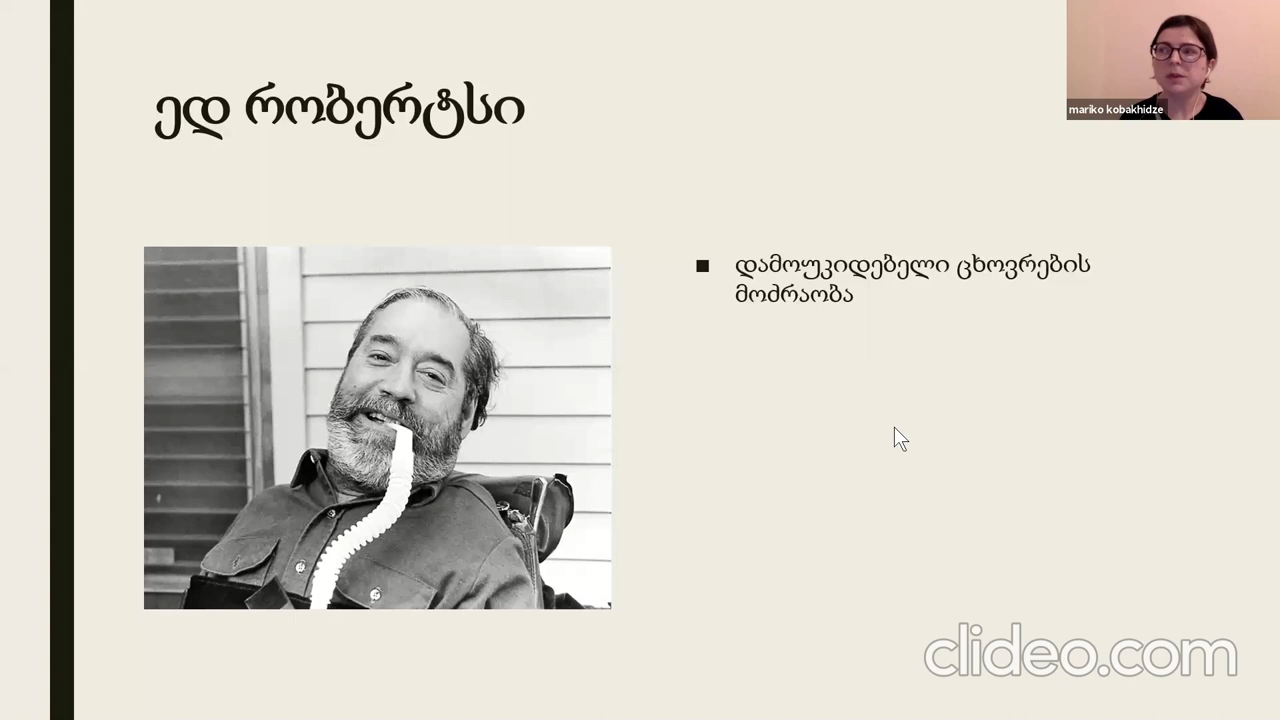 ედ რობერტსი
mariko kobakhidze
■ დამოუკიდებელი ცხოვრების
მოძრაობა
clideo.com